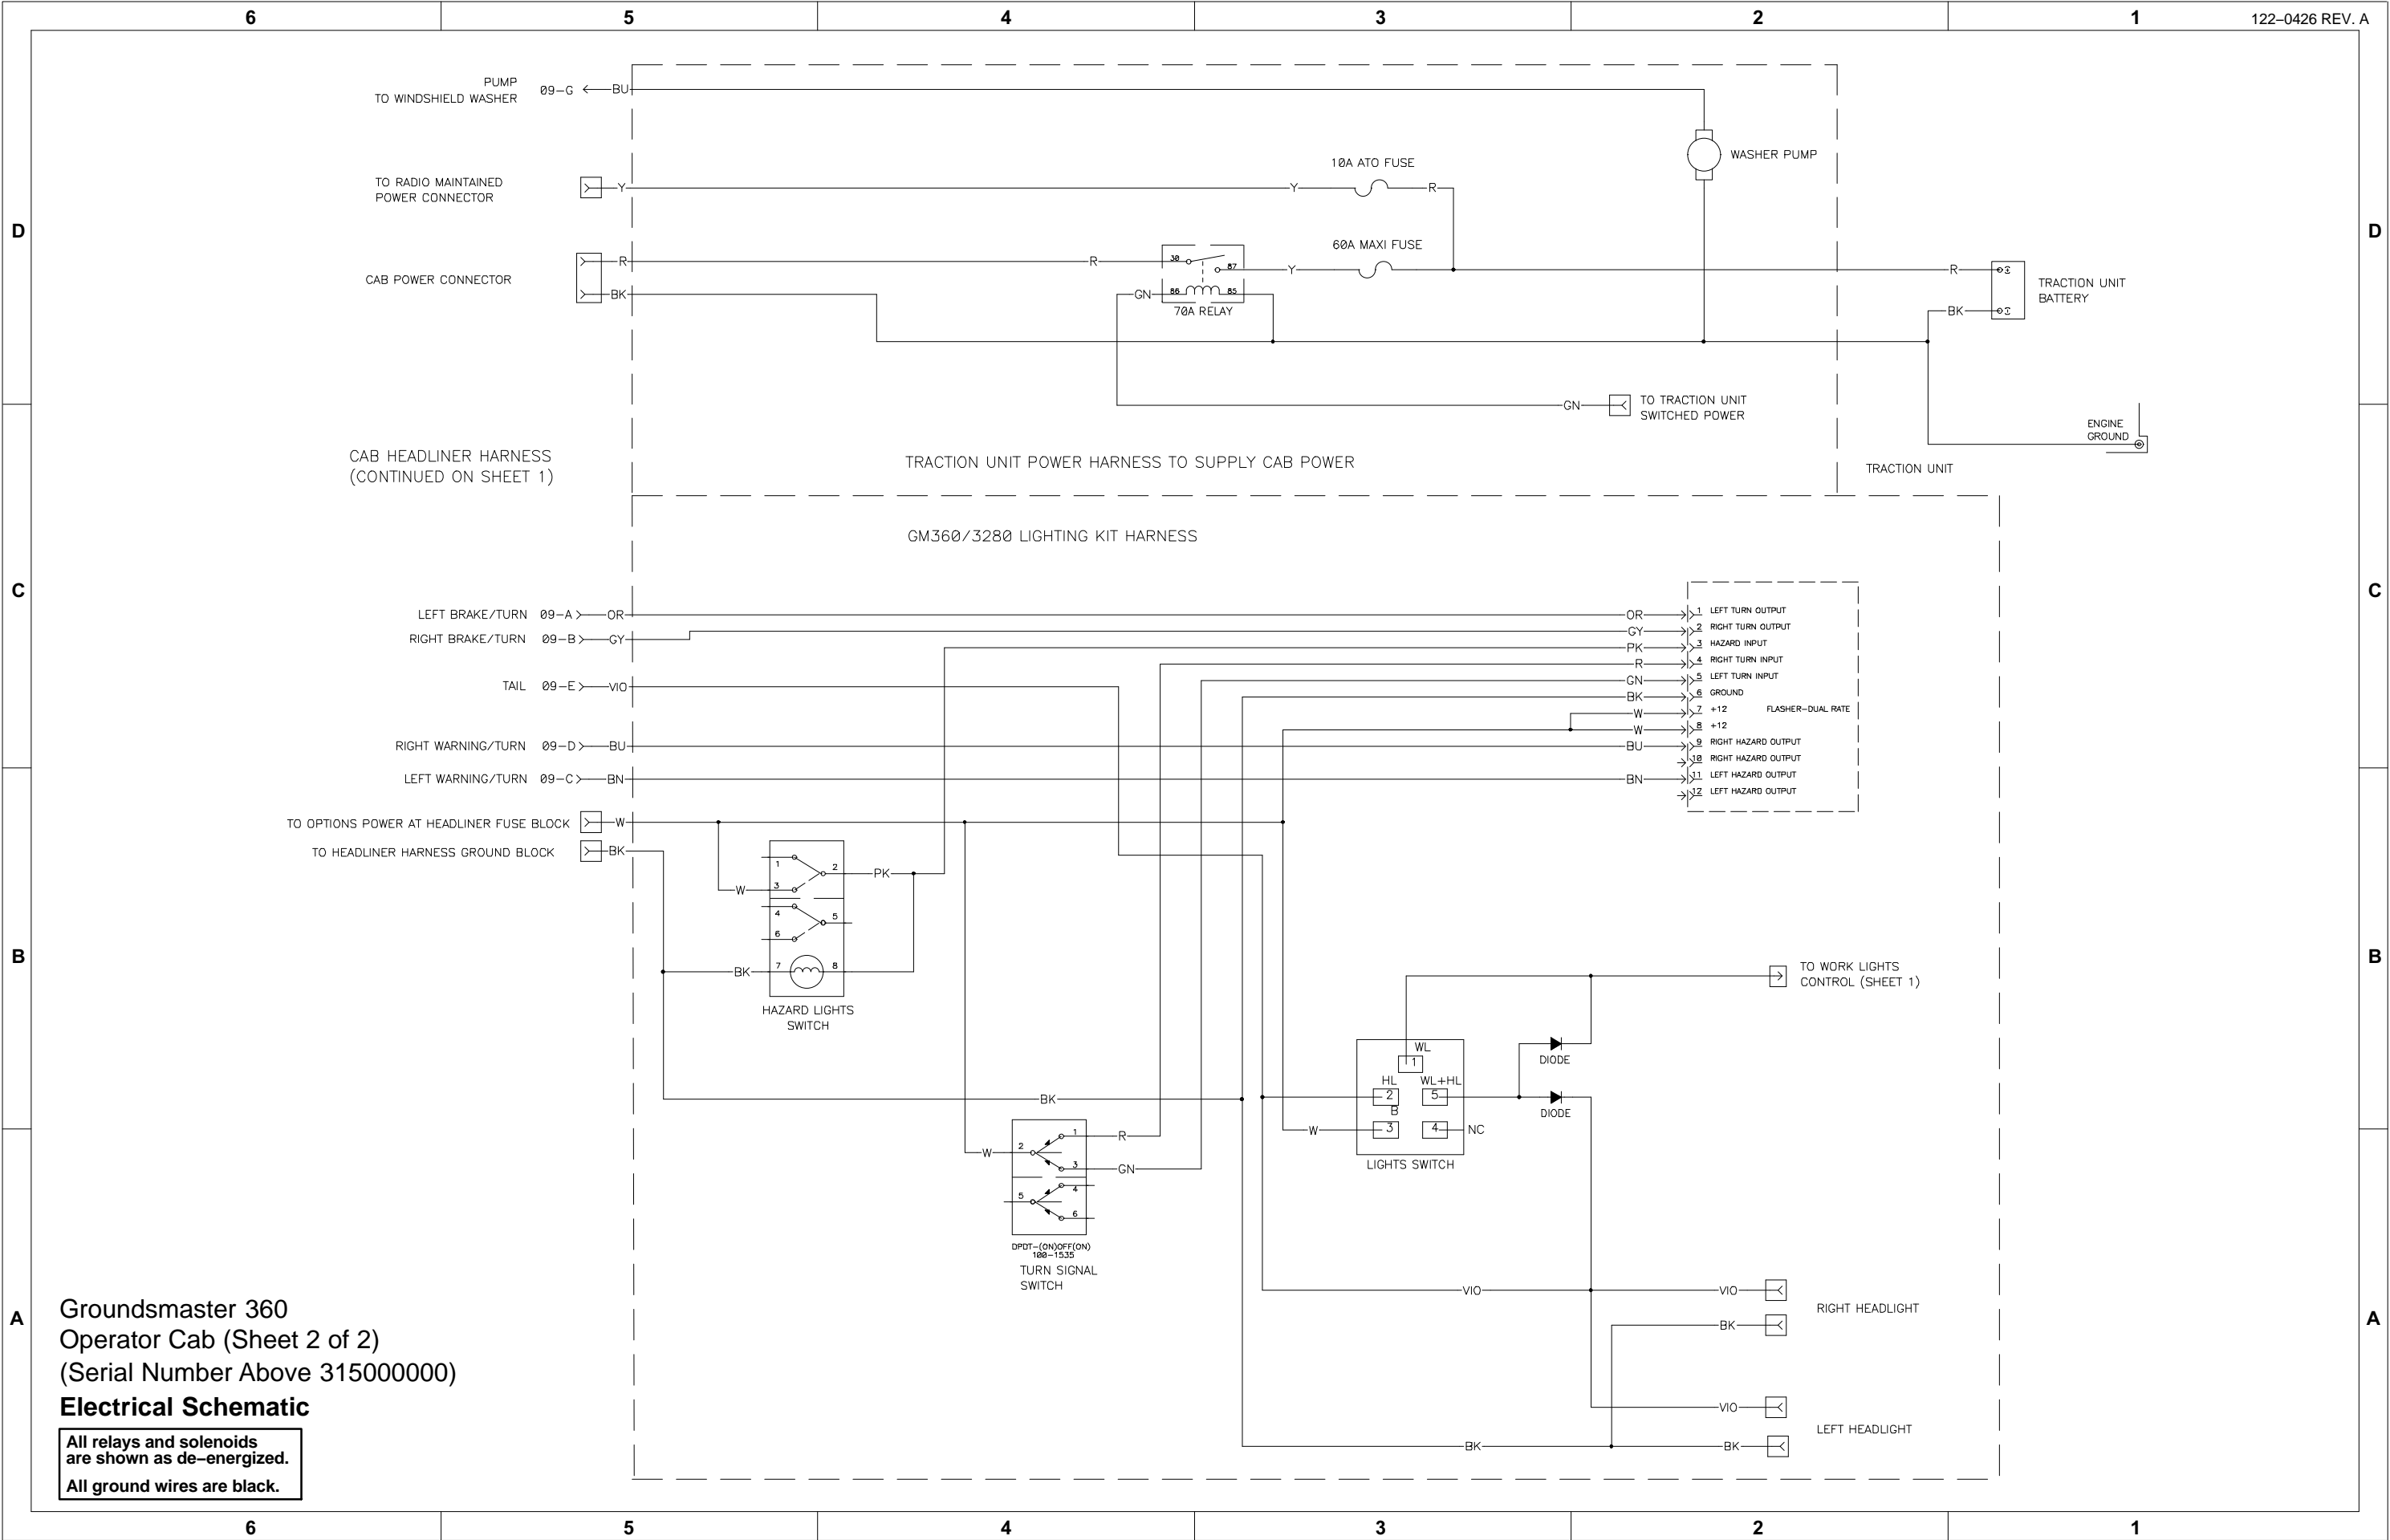 6 5 4 3 2 1 122–0426 REV. A
PUMP
TO WINDSHIELD WASHER 09-G BU
WASHER PUMP
10A ATO FUSE
TO RADIO MAINTAINED
POWER CONNECTOR
Y Y R
D D
60A MAXI FUSE
CAB POWER CONNECTOR
R R 30 87 Y R
BK GN 86 85 BK
70A RELAY
TRACTION UNIT
BATTERY
GN TO TRACTION UNIT
SWITCHED POWER
ENGINE
GROUND
CAB HEADLINER HARNESS
(CONTINUED ON SHEET 1)
TRACTION UNIT POWER HARNESS TO SUPPLY CAB POWER
TRACTION UNIT
GM360/3280 LIGHTING KIT HARNESS
C C
LEFT BRAKE/TURN 09-A OR OR 1 LEFT TURN OUTPUT
RIGHT BRAKE/TURN 09-B GY GY 2 RIGHT TURN OUTPUT
PK 3 HAZARD INPUT
R 4 RIGHT TURN INPUT
TAIL 09-E VIO GN 5 LEFT TURN INPUT
BK 6 GROUND
W 7 +12 FLASHER-DUAL RATE
W 8 +12
RIGHT WARNING/TURN 09-D BU BU 9 RIGHT HAZARD OUTPUT
10 RIGHT HAZARD OUTPUT
LEFT WARNING/TURN 09-C BN BN 11 LEFT HAZARD OUTPUT
12 LEFT HAZARD OUTPUT
TO OPTIONS POWER AT HEADLINER FUSE BLOCK W
TO HEADLINER HARNESS GROUND BLOCK BK
1 2 PK
W 3
4 5
6
BK 7 8
HAZARD LIGHTS
SWITCH
B B
TO WORK LIGHTS
CONTROL (SHEET 1)
WL
1
DIODE
HL WL+HL
2 5
B
DIODE
W 3 4 NC
LIGHTS SWITCH
BK
W 2 1 R
3 GN
5 4
6
DPDT-(ON)OFF(ON)
100-1535
TURN SIGNAL
SWITCH
VIO VIO
RIGHT HEADLIGHT
BK
VIO
LEFT HEADLIGHT
BK BK
A A
Groundsmaster 360
Operator Cab (Sheet 2 of 2)
(Serial Number Above 315000000)
Electrical Schematic
All relays and solenoids
are shown as de–energized.
All ground wires are black.
6 5 4 3 2 1